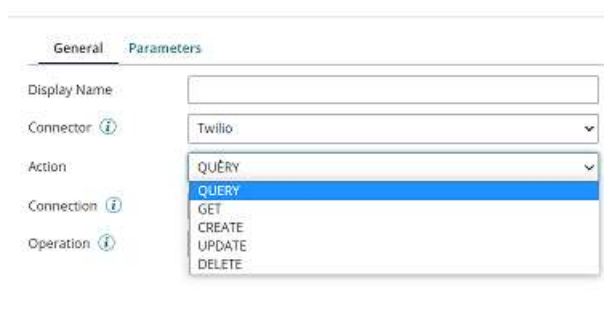 General Parameters
Display Name
Connector i Twilio
Action QUERY
QUERY
Connection i GET
CREATE
Operation i UPDATE
DELETE